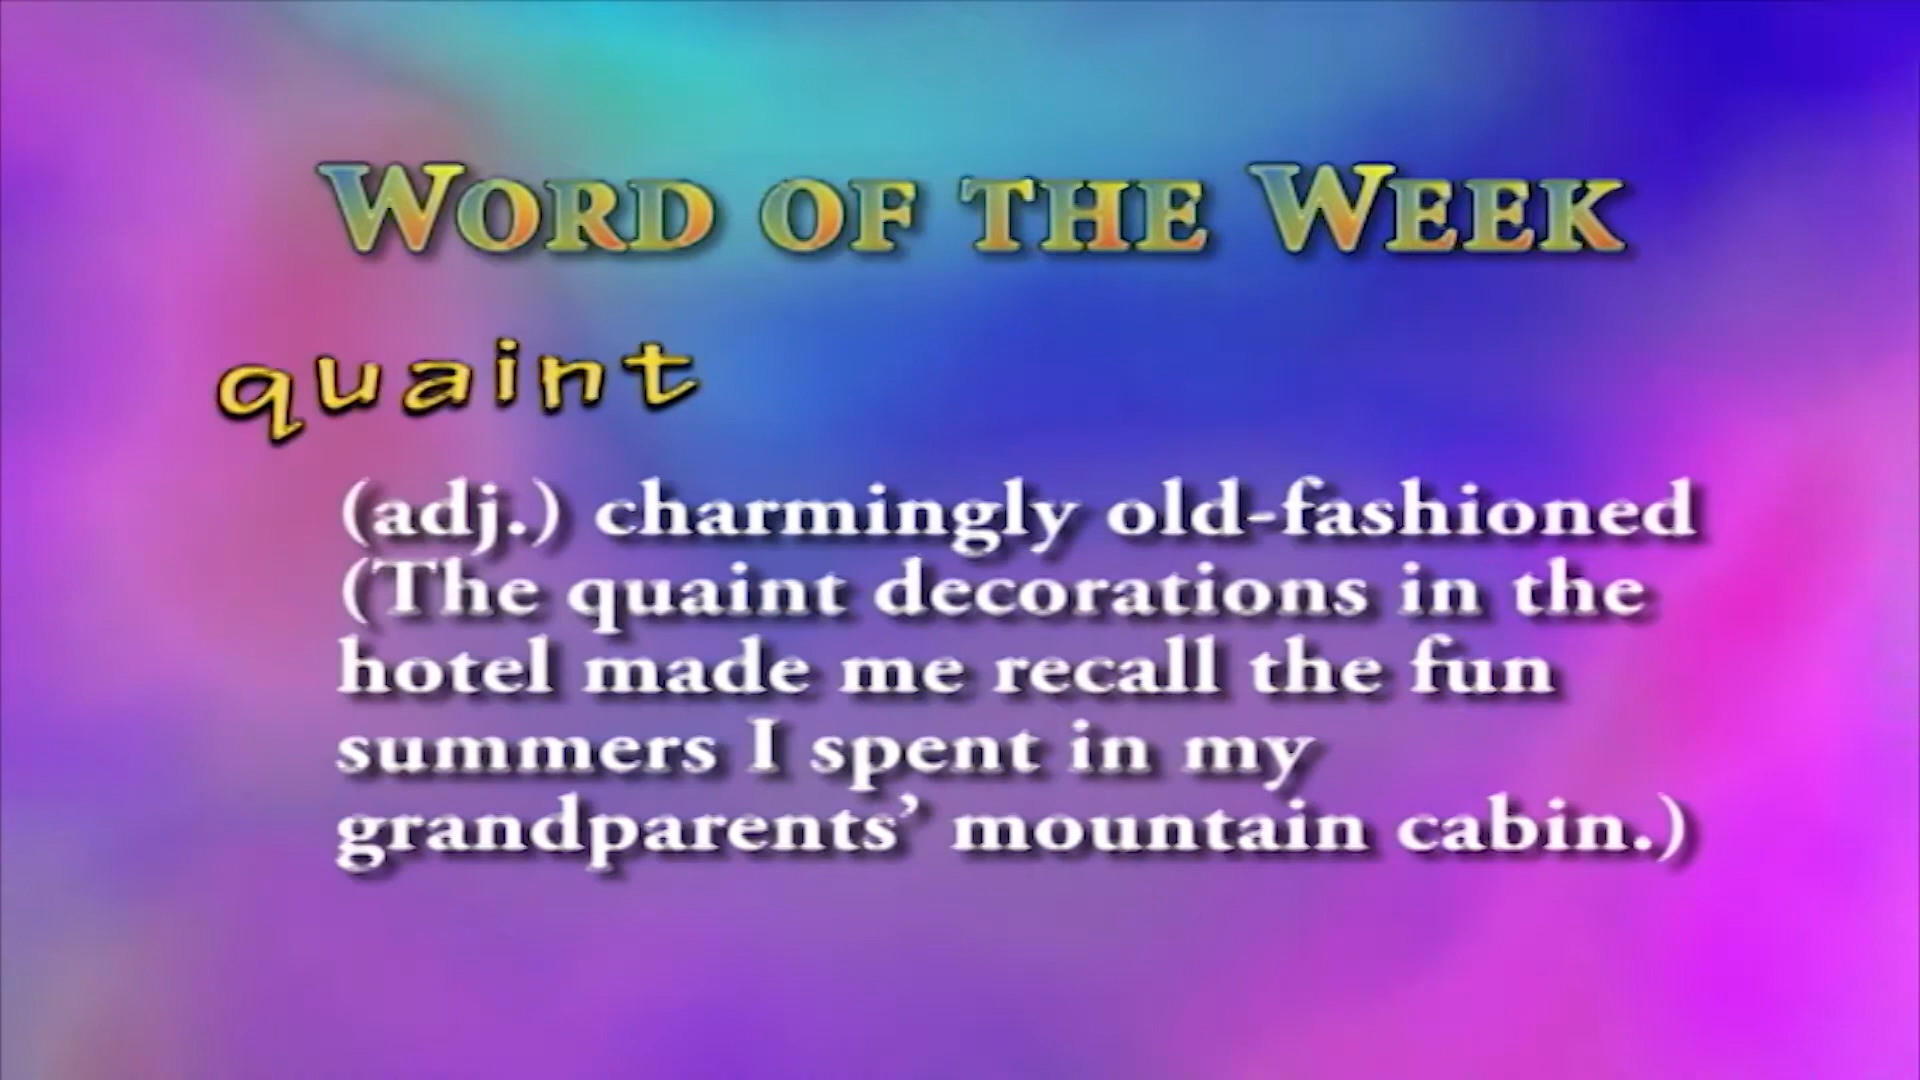 WORD OF THE WEEK
quaint
(adj.) charmingly old-fashioned
(The quaint decorations in the
hotel made me recall the fun
summers I spent in my
grandparents’ mountain cabin.)